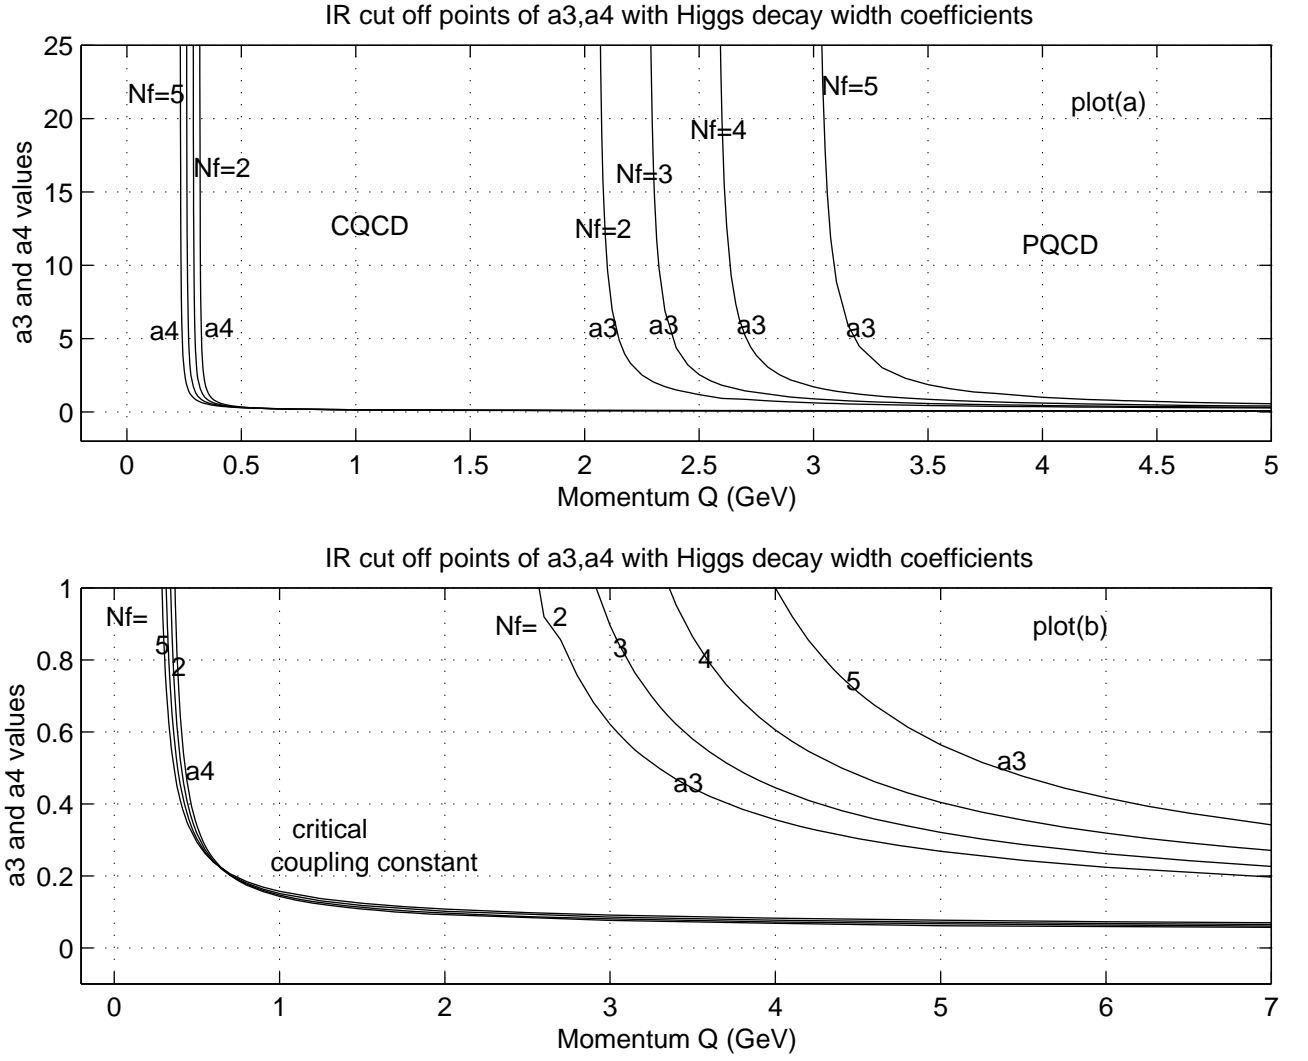 IR cut off points of a3,a4 with Higgs decay width coefficients
25
20
15
10
5
0
a3 and a4 values
Nf=5
Nf=2
CQCD
Nf=2
Nf=3
Nf=4
Nf=5
plot(a)
PQCD
a4
a4
a3
a3
a3
a3
0 0.5 1 1.5 2 2.5 3 3.5 4 4.5 5
Momentum Q (GeV)
IR cut off points of a3,a4 with Higgs decay width coefficients
1
0.8
0.6
0.4
0.2
0
a3 and a4 values
Nf=
5
2
a4
Nf= 2
3
4
5
plot(b)
a3
a3
critical
coupling constant
0 1 2 3 4 5 6 7
Momentum Q (GeV)